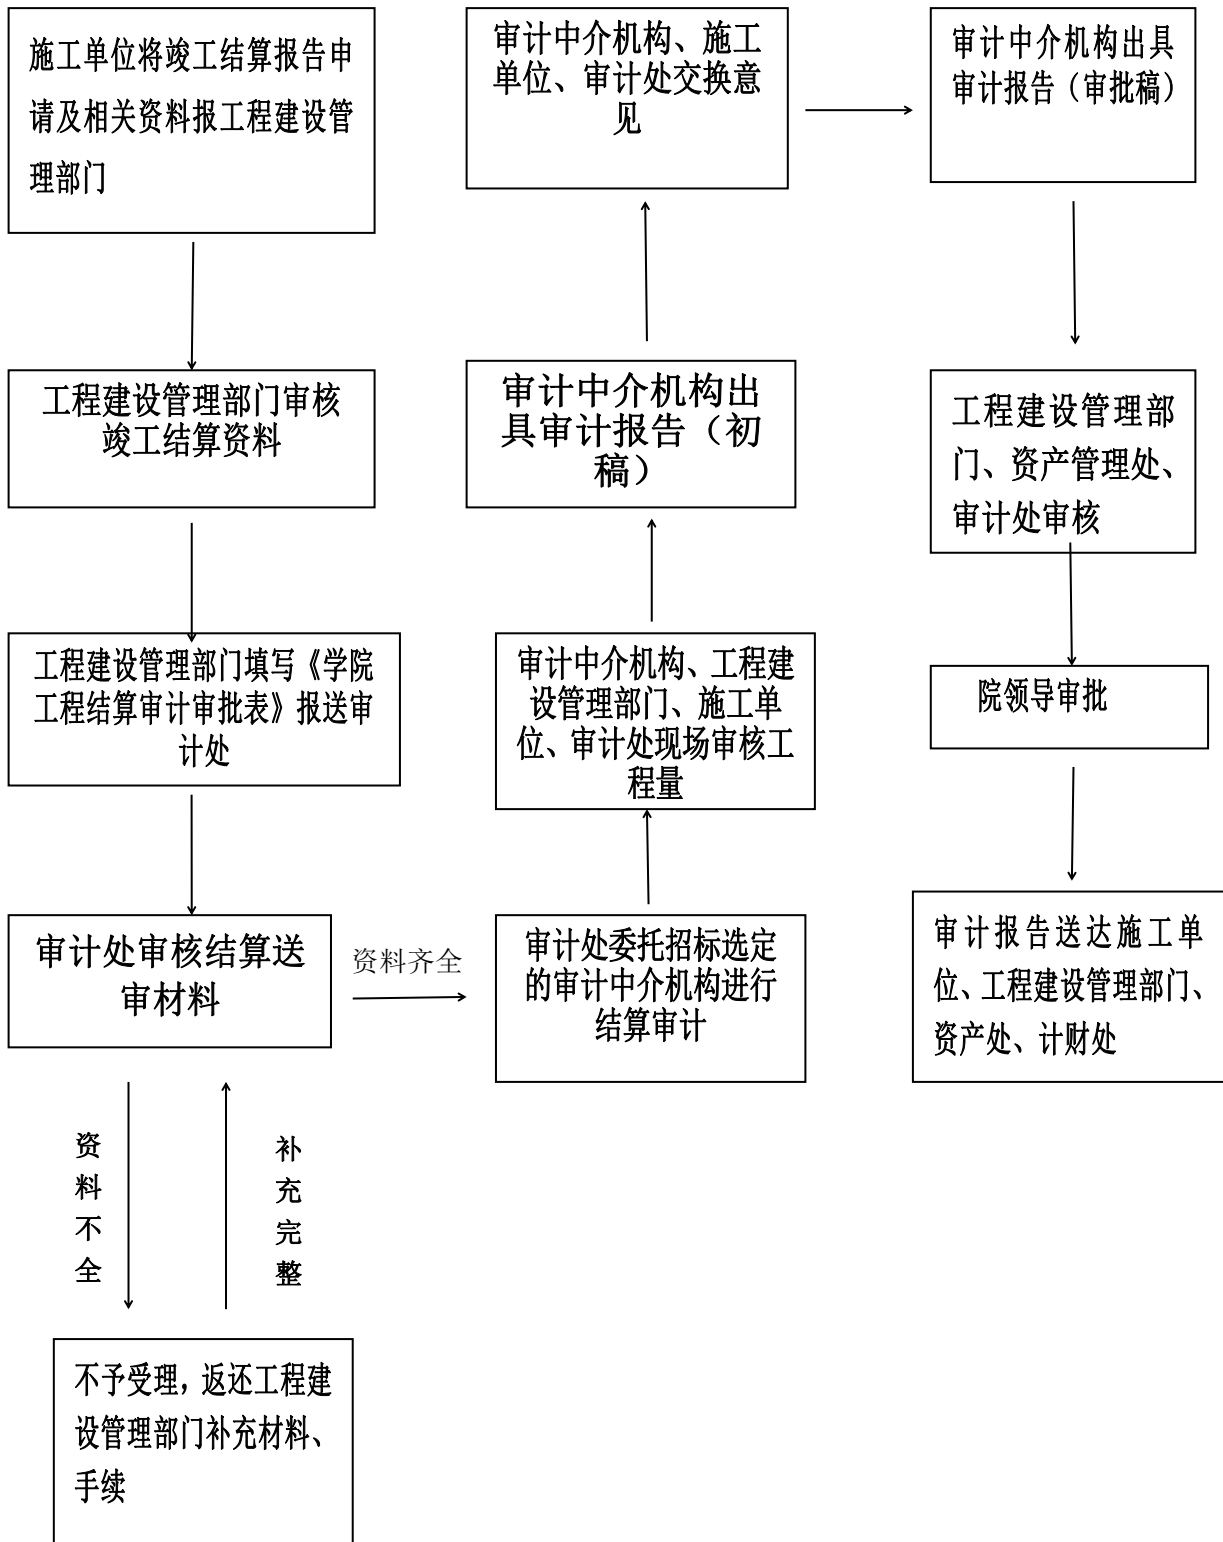 施工单位将竣工结算报告申
请及相关资料报工程建设管
理部门
工程建设管理部门审核
竣工结算资料
工程建设管理部门填写《学院
工程结算审计审批表》报送审
计处
审计处审核结算送
审材料
资料不全
补充完整
不予受理，返还工程建
设管理部门补充材料、
手续
资料齐全
审计处委托招标选定
的审计中介机构进行
结算审计
审计中介机构、工程建
设管理部门、施工单
位、审计处现场审核工
程量
审计中介机构出
具审计报告（初
稿）
审计中介机构、施工
单位、审计处交换意
见
审计中介机构出具
审计报告（审批稿）
工程建设管理部
门、资产管理处、
审计处审核
院领导审批
审计报告送达施工单
位、工程建设管理部门、
资产处、计财处